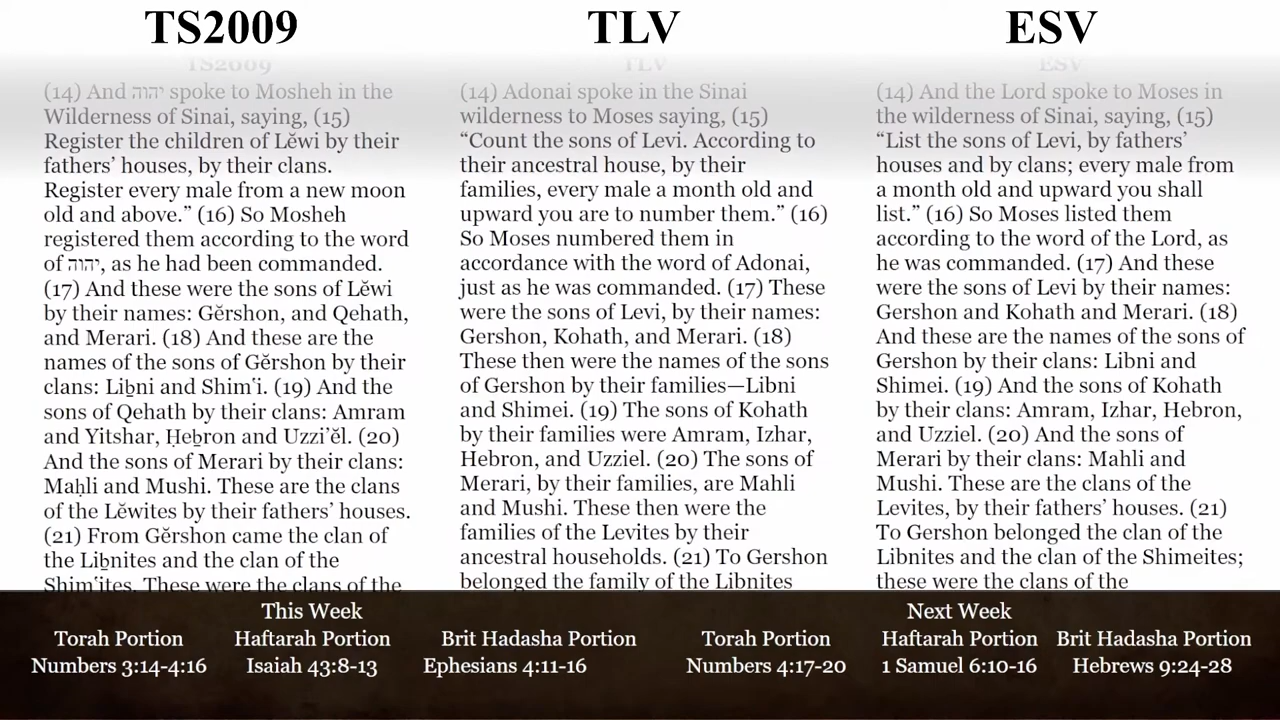 TS2009
TS2009
(14) And יהוה spoke to Mosheh in the
Wilderness of Sinai, saying, (15)
Register the children of Lĕwi by their
fathers’ houses, by their clans.
Register every male from a new moon
old and above.” (16) So Mosheh
registered them according to the word
of יהוה, as he had been commanded.
(17) And these were the sons of Lĕwi
by their names: Gĕrshon, and Qehath,
and Merari. (18) And these are the
names of the sons of Gĕrshon by their
clans: Liḇni and Shimʽi. (19) And the
sons of Qehath by their clans: Amram
and Yitshar, Ḥeḇron and Uzzi’ĕl. (20)
And the sons of Merari by their clans:
Maḥli and Mushi. These are the clans
of the Lĕwites by their fathers’ houses.
(21) From Gĕrshon came the clan of
the Liḇnites and the clan of the
Shimʽites. These were the clans of the
TLV
TLV
(14) Adonai spoke in the Sinai
wilderness to Moses saying, (15)
“Count the sons of Levi. According to
their ancestral house, by their
families, every male a month old and
upward you are to number them.” (16)
So Moses numbered them in
accordance with the word of Adonai,
just as he was commanded. (17) These
were the sons of Levi, by their names:
Gershon, Kohath, and Merari. (18)
These then were the names of the sons
of Gershon by their families—Libni
and Shimei. (19) The sons of Kohath
by their families were Amram, Izhar,
Hebron, and Uzziel. (20) The sons of
Merari, by their families, are Mahli
and Mushi. These then were the
families of the Levites by their
ancestral households. (21) To Gershon
belonged the family of the Libnites
ESV
ESV
(14) And the Lord spoke to Moses in
the wilderness of Sinai, saying, (15)
“List the sons of Levi, by fathers’
houses and by clans; every male from
a month old and upward you shall
list.” (16) So Moses listed them
according to the word of the Lord, as
he was commanded. (17) And these
were the sons of Levi by their names:
Gershon and Kohath and Merari. (18)
And these are the names of the sons of
Gershon by their clans: Libni and
Shimei. (19) And the sons of Kohath
by their clans: Amram, Izhar, Hebron,
and Uzziel. (20) And the sons of
Merari by their clans: Mahli and
Mushi. These are the clans of the
Levites, by their fathers’ houses. (21)
To Gershon belonged the clan of the
Libnites and the clan of the Shimeites;
these were the clans of the
This Week
Torah Portion Haftarah Portion Brit Hadasha Portion
Numbers 3:14-4:16 Isaiah 43:8-13 Ephesians 4:11-16
Next Week
Torah Portion Haftarah Portion Brit Hadasha Portion
Numbers 4:17-20 1 Samuel 6:10-16 Hebrews 9:24-28